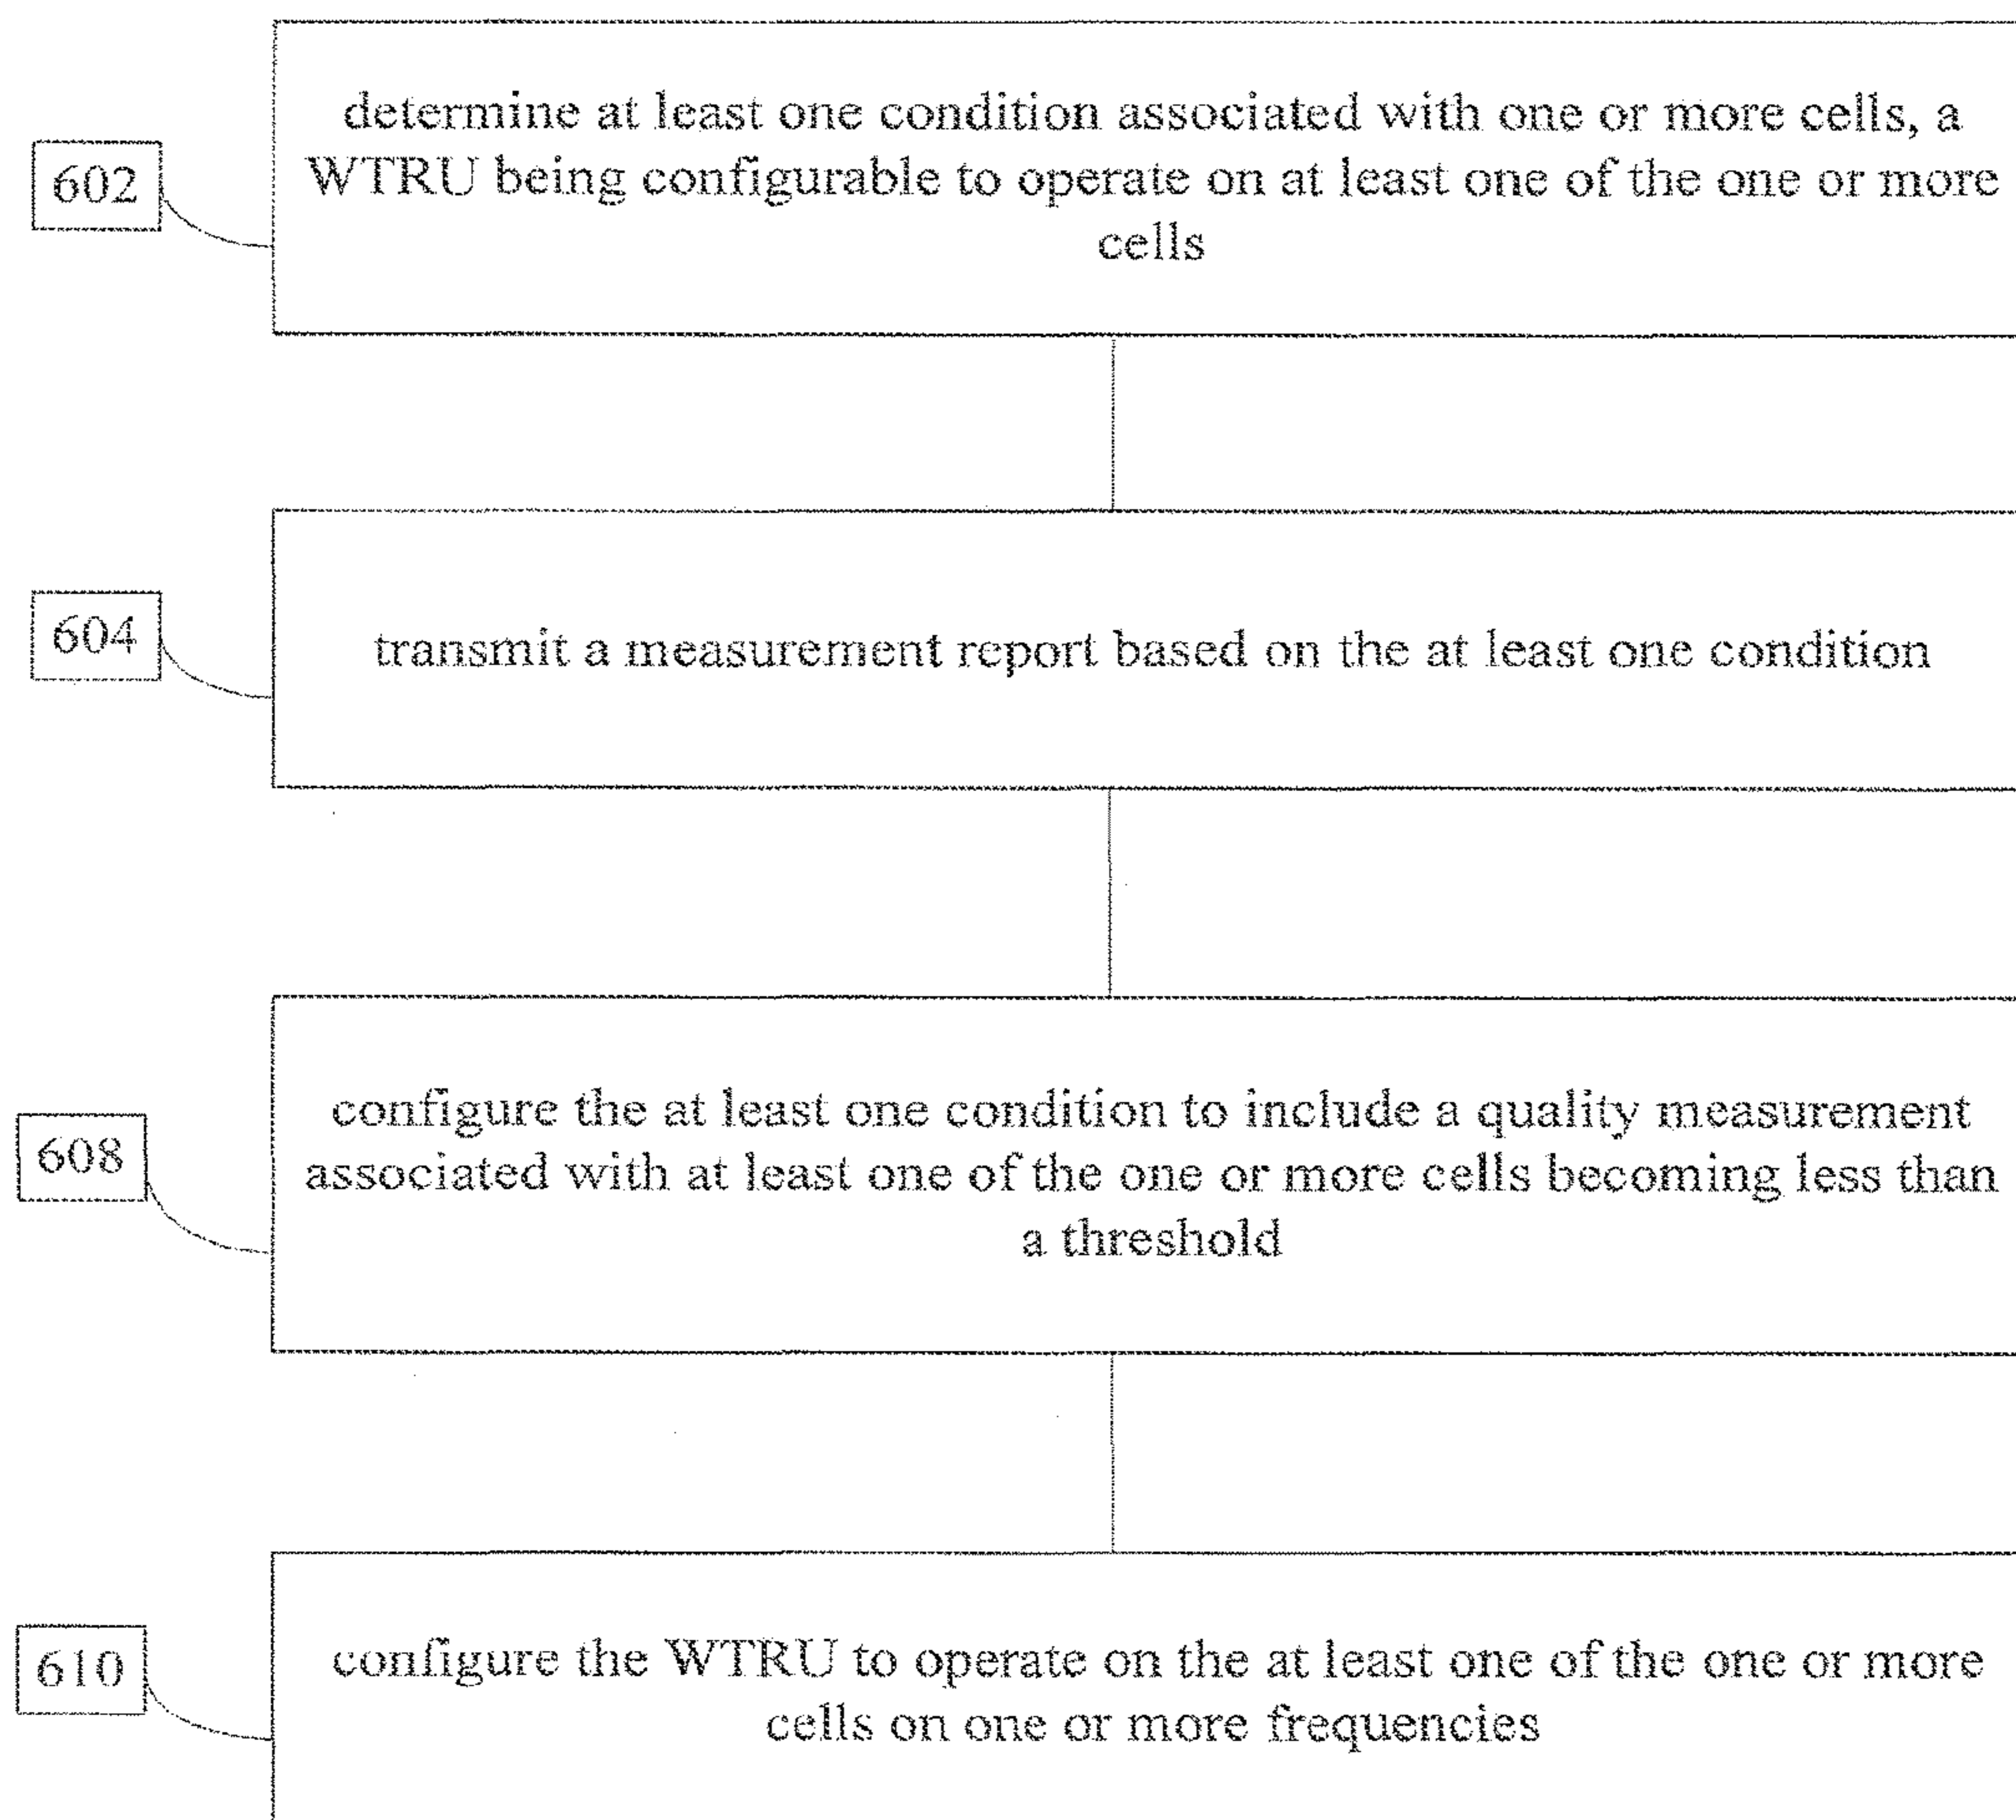 determine at least one condition associated with one or more cells, a
602
WTRU being configurable to operate on at least one of the one or more
cells
604
transmit a measurement report based on the at least one condition
configure the at least one condition to include a quality measurement
608
associated with at least one of the one or more cells becoming less than
a threshold
610
configure the WTRU to operate on the at least one of the one or more
cells on one or more frequencies